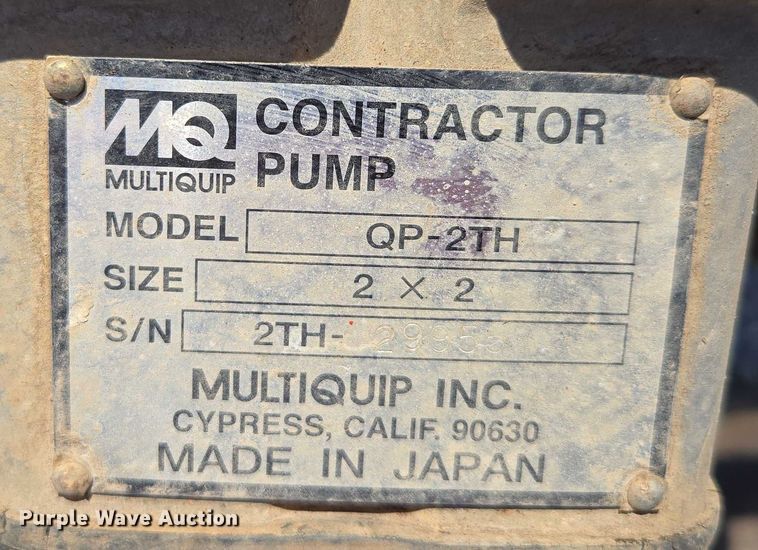 MQ CONTRACTOR
MULTIQUIP PUMP
MODEL QP-2TH
SIZE 2 X 2
S/N 2TH-
MULTIQUIP INC.
CYPRESS, CALIF. 90630
MADE IN JAPAN
Purple Wave Auction